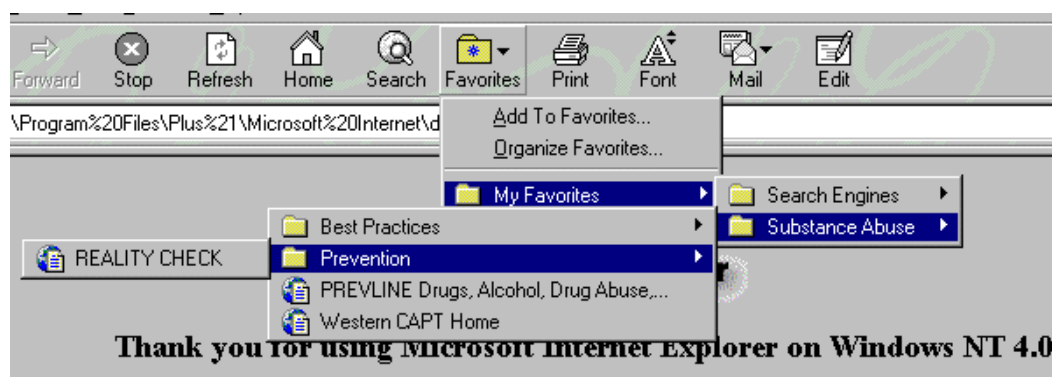 Forward Stop Refresh Home Search Favorites Print Font Mail Edit
\Program%20Files\Plus%21\Microsoft%20Internet\d
Add To Favorites...
Organize Favorites...
My Favorites
Search Engines
Substance Abuse
Best Practices
Prevention
PREVLINE Drugs, Alcohol, Drug Abuse,...
Western CAPT Home
REALITY CHECK
Thank you for using Microsoft Internet Explorer on Windows NT 4.0